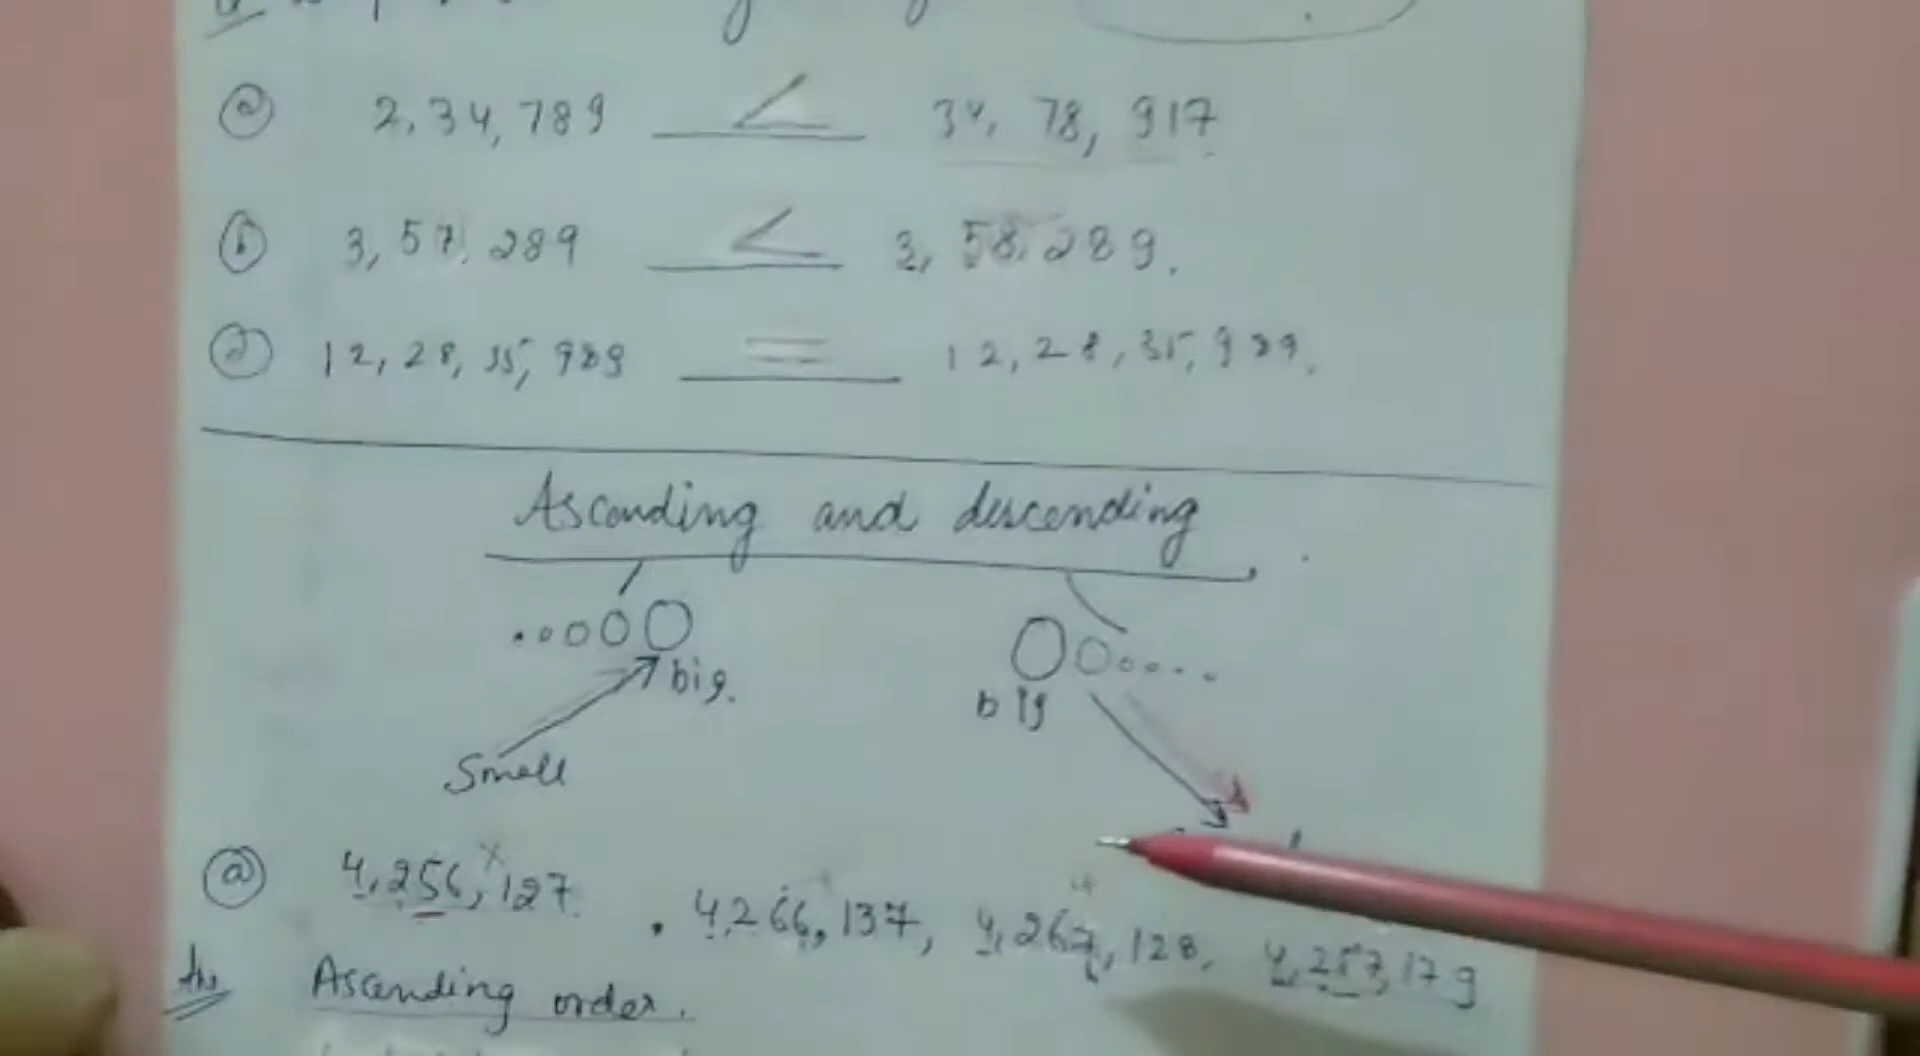 (a) 2,34,789 < 34,78,917
(b) 3,57,289 < 3,58,289.
(d) 12,28,35,989 = 12,28,35,989.
Ascending and descending
big.
big
Small
(a) 4,256,127. 4,266,137, 4,267,128, 4,257,179
Ans Ascending order.